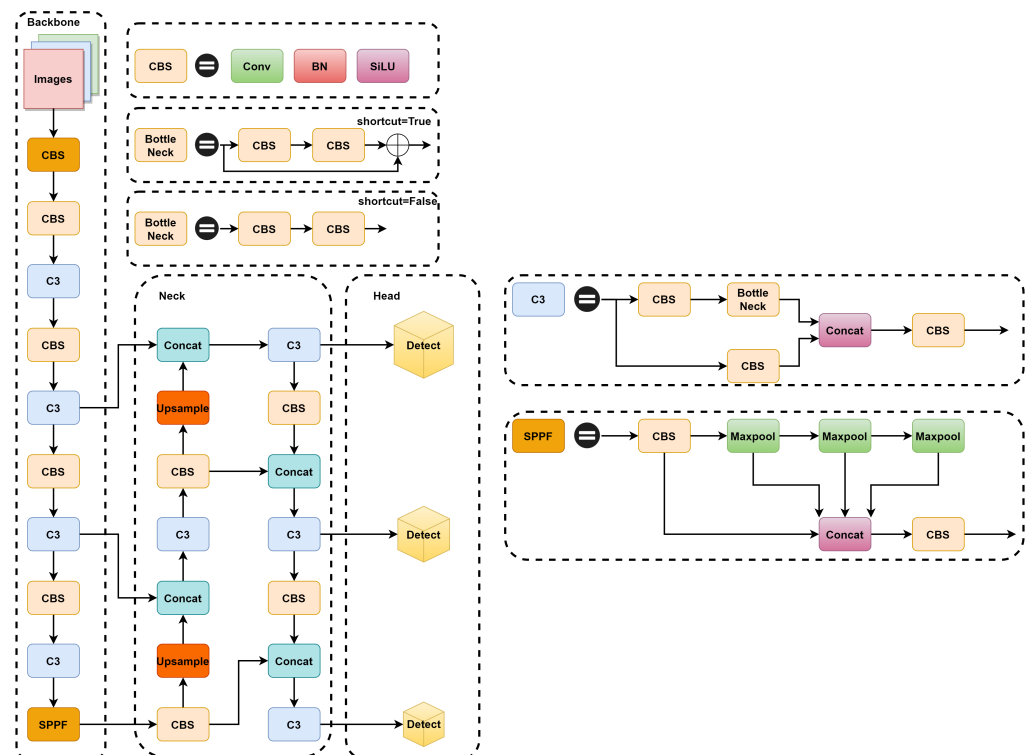 Backbone
Images
CBS
CBS
C3
CBS
C3
CBS
C3
CBS
C3
SPPF
CBS
Conv
BN
SiLU
shortcut=True
Bottle
Neck
CBS
CBS
shortcut=False
Bottle
Neck
CBS
CBS
Neck
Concat
Upsample
CBS
C3
Concat
Upsample
CBS
C3
CBS
Concat
C3
CBS
Concat
C3
Head
Detect
Detect
Detect
C3
CBS
Bottle
Neck
CBS
Concat
CBS
SPPF
CBS
Maxpool
Maxpool
Maxpool
Concat
CBS